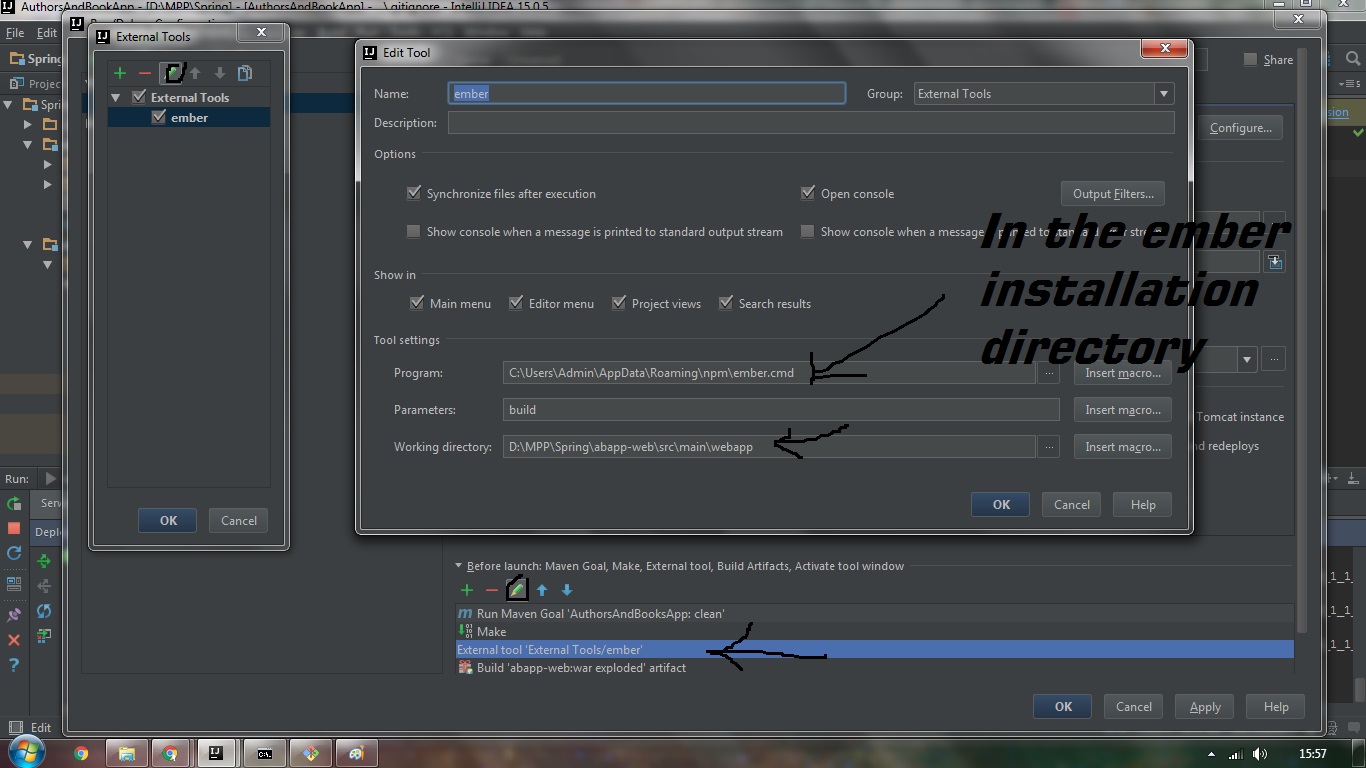 AuthorsAndBookApp - [D:\MPP\Spring] - [AuthorsAndBookApp] - ...\.gitignore - IntelliJ IDEA 15.0.5
File Edit
Spring
External Tools
External Tools
ember
OK Cancel
Edit Tool
Name: ember Group: External Tools
Description:
Options
Synchronize files after execution Open console Output Filters...
Show console when a message is printed to standard output stream Show console when a message
Show in
Main menu Editor menu Project views Search results
Tool settings
Program: C:\Users\Admin\AppData\Roaming\npm\ember.cmd ... Insert macro...
Parameters: build Insert macro...
Working directory: D:\MPP\Spring\abapp-web\src\main\webapp ... Insert macro...
OK Cancel Help
In the ember
installation
directory
Share
Configure...
Tomcat instance
and redeploys
Run:
Before launch: Maven Goal, Make, External tool, Build Artifacts, Activate tool window
Run Maven Goal 'AuthorsAndBooksApp: clean'
Make
External tool 'External Tools/ember'
Build 'abapp-web:war exploded' artifact
OK Cancel Apply Help
Edit
15:57